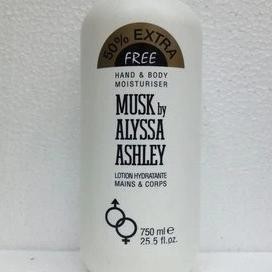 50% EXTRA
FREE
HAND & BODY
MOISTURISER
MUSK by
ALYSSA
ASHLEY
LOTION HYDRATANTE
MAINS & CORPS
750 ml e
25.5 fl.oz.